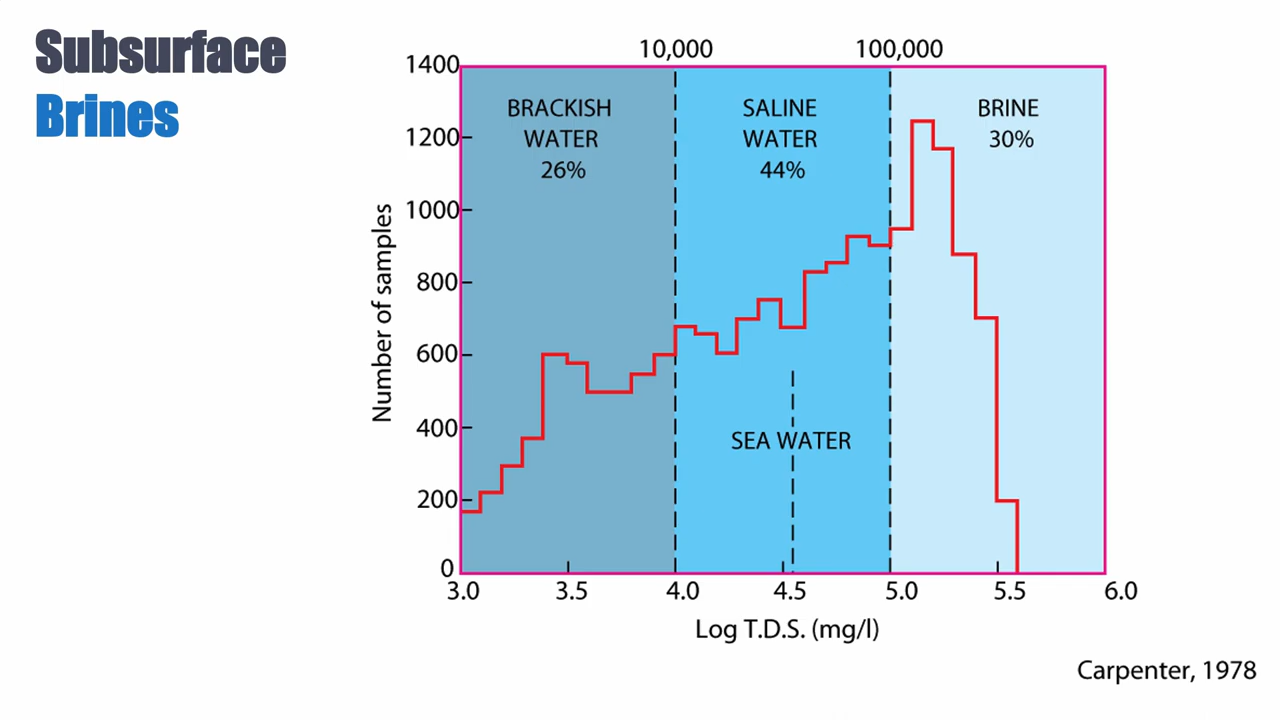 Subsurface
Brines
10,000 100,000
BRACKISH
WATER
26%
SALINE
WATER
44%
BRINE
30%
SEA WATER
1400
1200
1000
800
600
400
200
0
Number of samples
3.0 3.5 4.0 4.5 5.0 5.5 6.0
Log T.D.S. (mg/l)
Carpenter, 1978